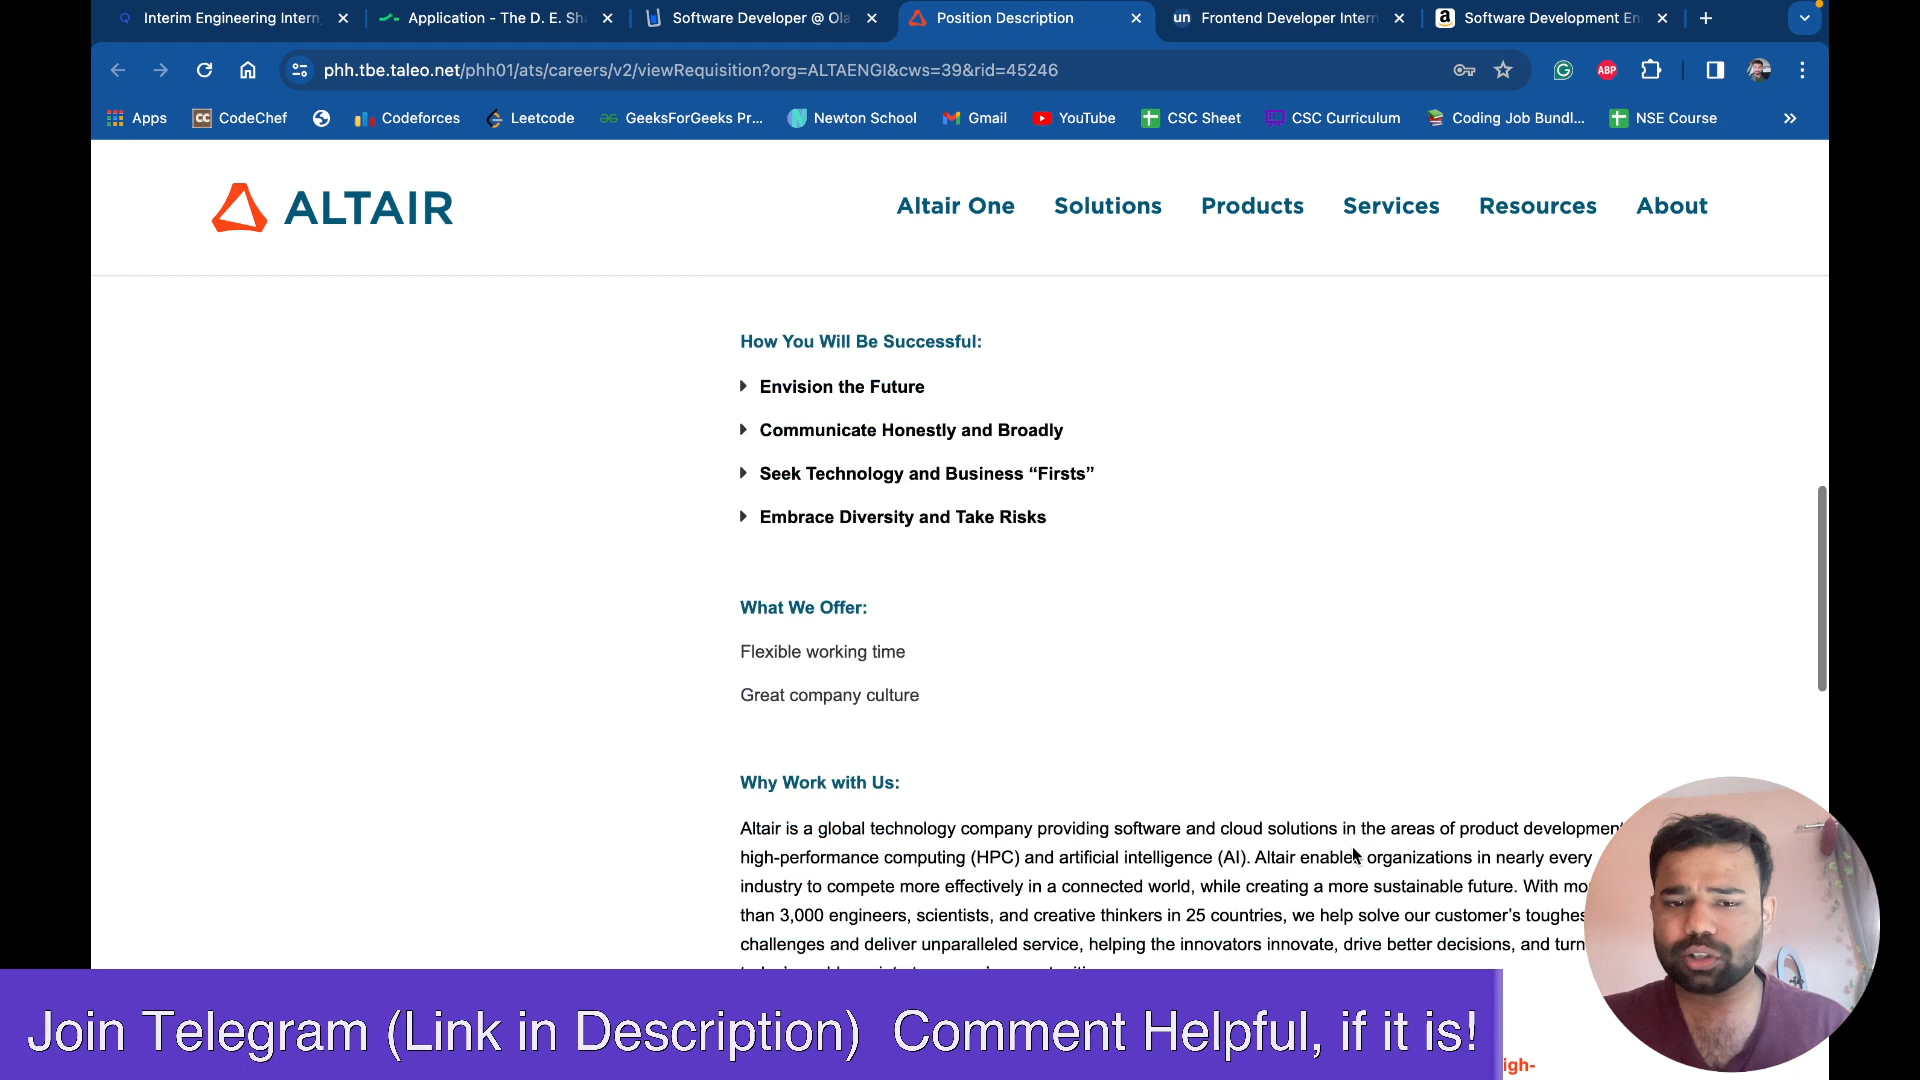 Interim Engineering Intern
Application - The D. E. Sh
Software Developer @ Ola
Position Description
un Frontend Developer Intern
a Software Development En
phh.tbe.taleo.net/phh01/ats/careers/v2/viewRequisition?org=ALTAENGI&cws=39&rid=45246
ABP
Apps
CC CodeChef
Codeforces
Leetcode
GeeksForGeeks Pr...
Newton School
Gmail
YouTube
CSC Sheet
CSC Curriculum
Coding Job Bundl...
NSE Course
ALTAIR
Altair One
Solutions
Products
Services
Resources
About
How You Will Be Successful:
Envision the Future
Communicate Honestly and Broadly
Seek Technology and Business “Firsts”
Embrace Diversity and Take Risks
What We Offer:
Flexible working time
Great company culture
Why Work with Us:
Altair is a global technology company providing software and cloud solutions in the areas of product development
high-performance computing (HPC) and artificial intelligence (AI). Altair enables organizations in nearly every
industry to compete more effectively in a connected world, while creating a more sustainable future. With mo
than 3,000 engineers, scientists, and creative thinkers in 25 countries, we help solve our customer’s toughes
challenges and deliver unparalleled service, helping the innovators innovate, drive better decisions, and turn
Join Telegram (Link in Description) Comment Helpful, if it is!
igh-